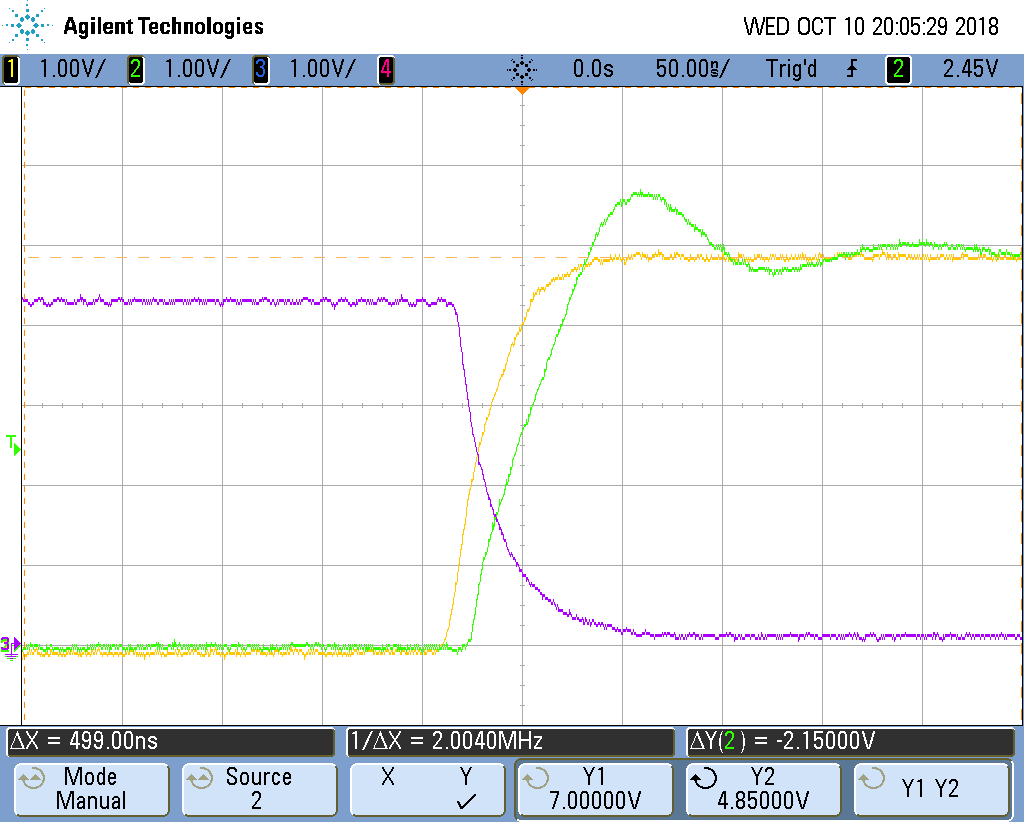 Agilent Technologies
WED OCT 10 20:05:29 2018
1 1.00V/ 2 1.00V/ 3 1.00V/ 4 0.0s 50.00ns/ Trig'd 2 2.45V
T
3
ΔX = 499.00ns 1/ΔX = 2.0040MHz ΔY(2) = -2.15000V
Mode
Manual
Source
2
X Y
✓
Y1
7.00000V
Y2
4.85000V
Y1 Y2